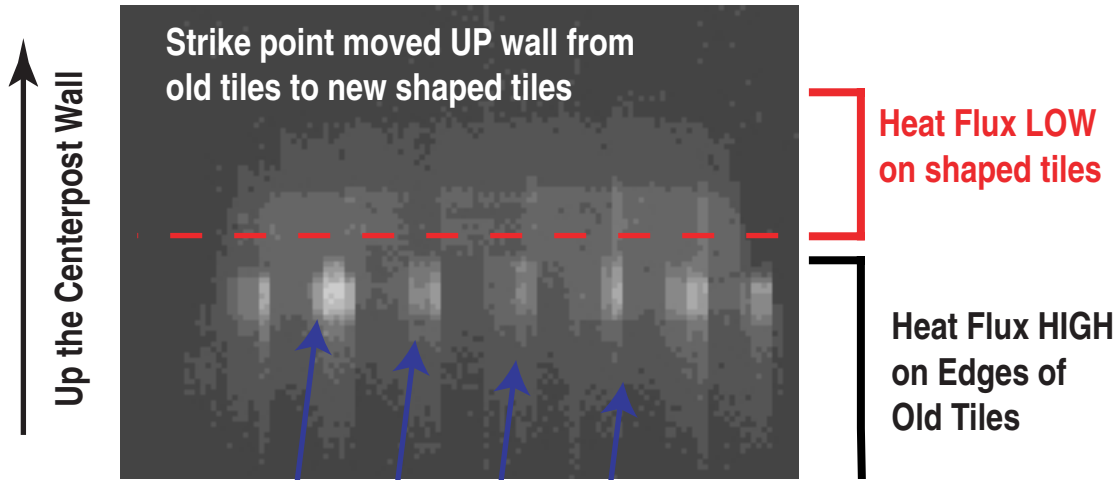 Strike point moved UP wall from
old tiles to new shaped tiles
Up the Centerpost Wall
Heat Flux LOW
on shaped tiles
Heat Flux HIGH
on Edges of
Old Tiles